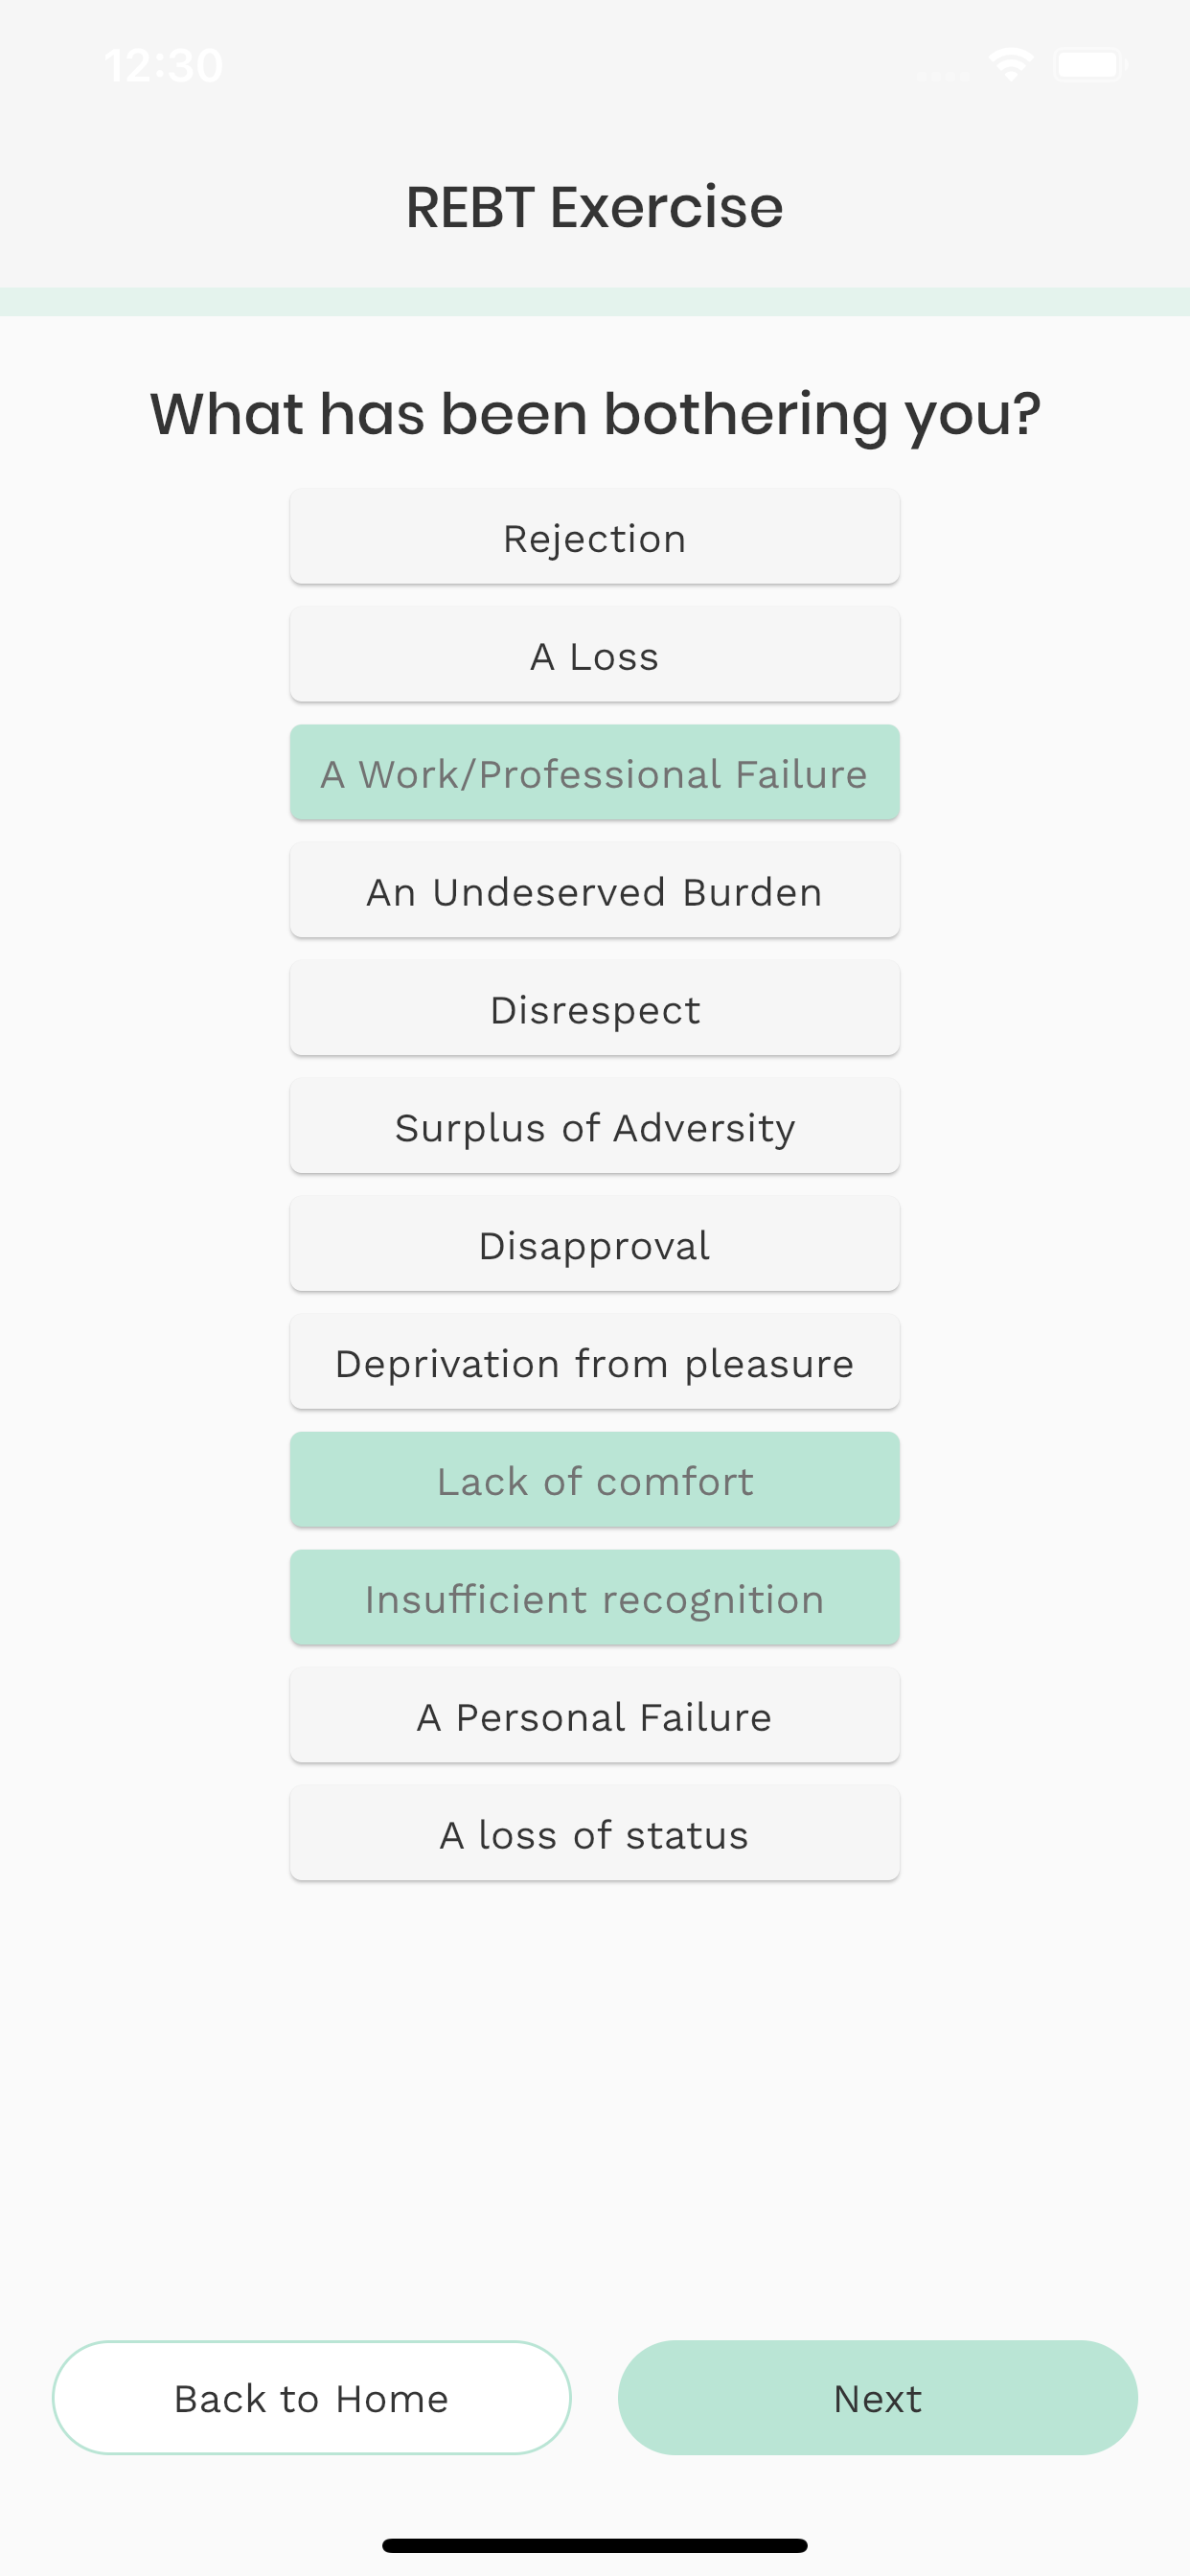 12:30
REBT Exercise
What has been bothering you?
Rejection
A Loss
A Work/Professional Failure
An Undeserved Burden
Disrespect
Surplus of Adversity
Disapproval
Deprivation from pleasure
Lack of comfort
Insufficient recognition
A Personal Failure
A loss of status
Back to Home
Next